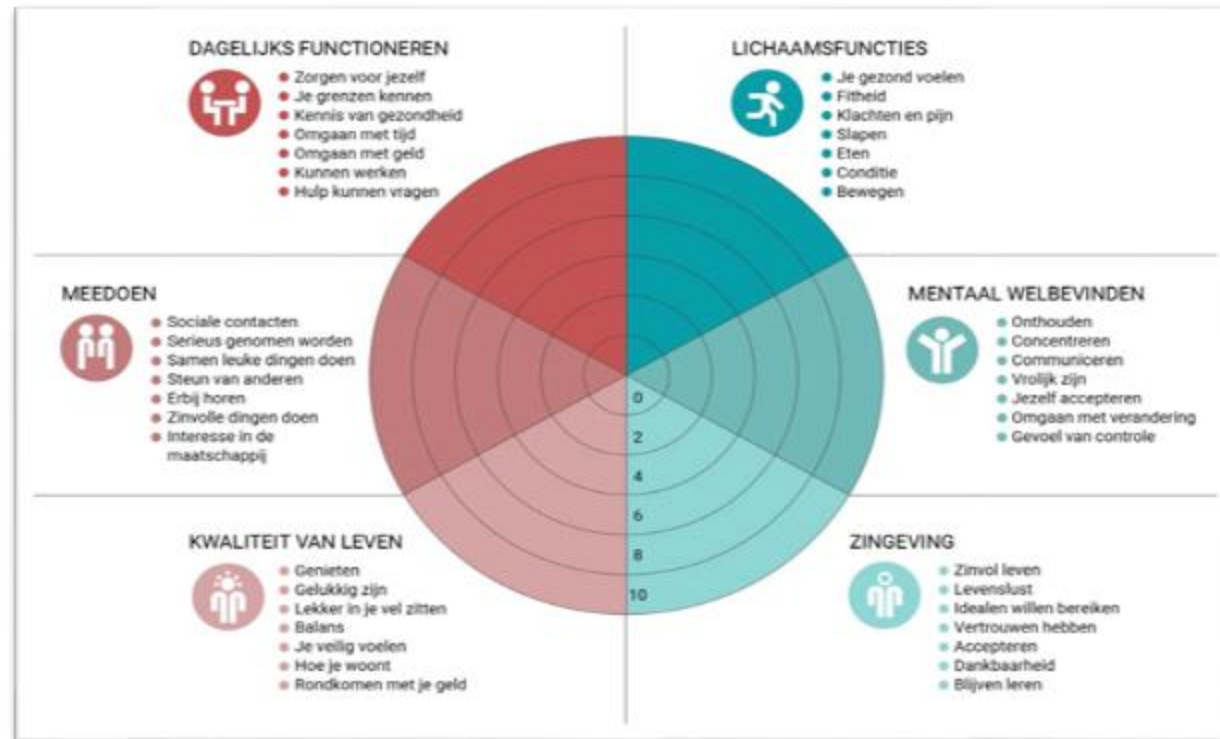 DAGELIJKS FUNCTIONEREN
Zorgen voor jezelf
Je grenzen kennen
Kennis van gezondheid
Omgaan met tijd
Omgaan met geld
Kunnen werken
Hulp kunnen vragen
LICHAAMSFUNCTIES
Je gezond voelen
Fitheid
Klachten en pijn
Slapen
Eten
Conditie
Bewegen
MEEDOEN
Sociale contacten
Serieus genomen worden
Samen leuke dingen doen
Steun van anderen
Erbij horen
Zinvolle dingen doen
Interesse in de
maatschappij
MENTAAL WELBEVINDEN
Onthouden
Concentreren
Communiceren
Vrolijk zijn
Jezelf accepteren
Omgaan met verandering
Gevoel van controle
0
2
4
6
8
10
KWALITEIT VAN LEVEN
Genieten
Gelukkig zijn
Lekker in je vel zitten
Balans
Je veilig voelen
Hoe je woont
Rondkomen met je geld
ZINGEVING
Zinvol leven
Levenslust
Idealen willen bereiken
Vertrouwen hebben
Accepteren
Dankbaarheid
Blijven leren